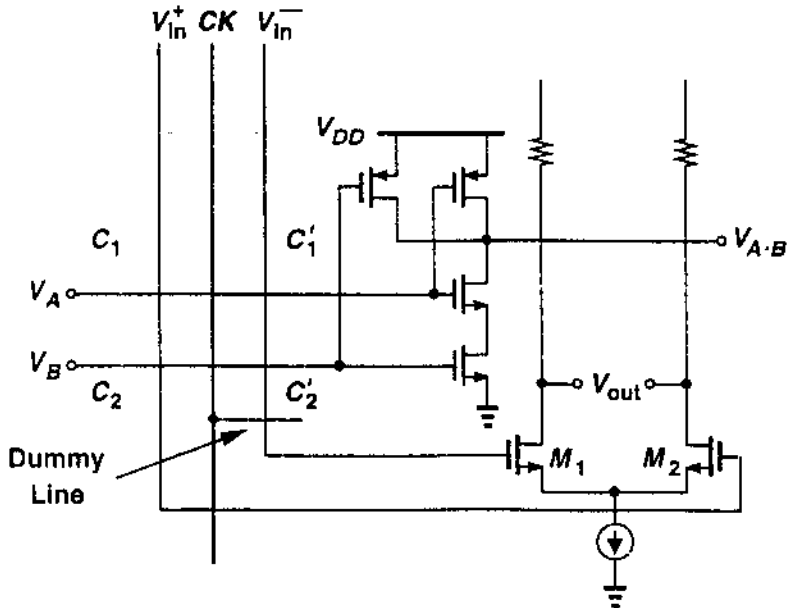 V_in^+ CK V_in^-
V_DD
C_1 C_1' V_A·B
V_A
V_B
C_2 C_2' V_out
Dummy
Line
M_1 M_2